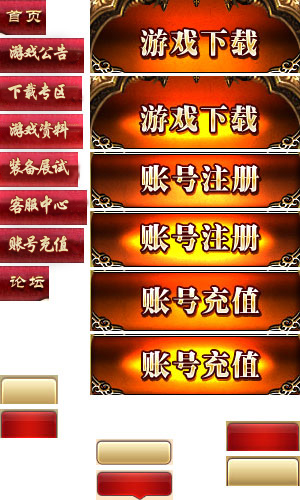 首页
游戏公告
下载专区
游戏资料
装备展试
客服中心
账号充值
论坛
游戏下载
游戏下载
账号注册
账号注册
账号充值
账号充值